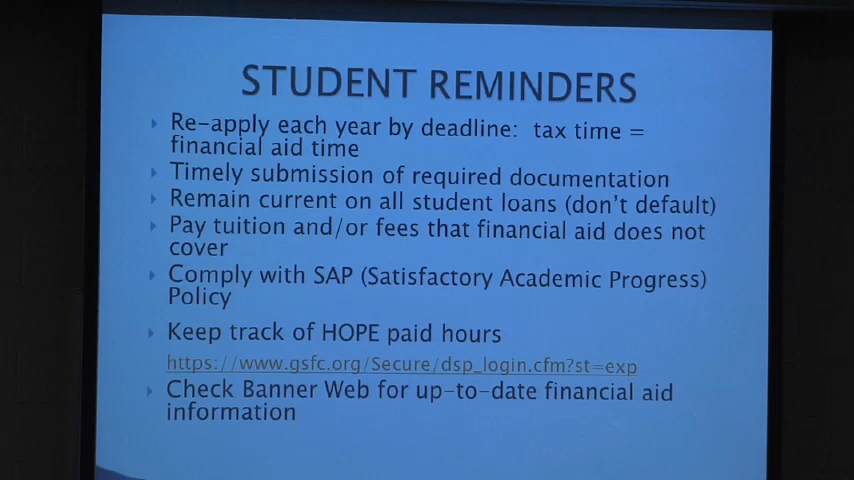 STUDENT REMINDERS
Re-apply each year by deadline: tax time =
financial aid time
Timely submission of required documentation
Remain current on all student loans (don't default)
Pay tuition and/or fees that financial aid does not
cover
Comply with SAP (Satisfactory Academic Progress)
Policy
Keep track of HOPE paid hours
https://www.gsfc.org/Secure/dsp_login.cfm?st=exp
Check Banner Web for up-to-date financial aid
information